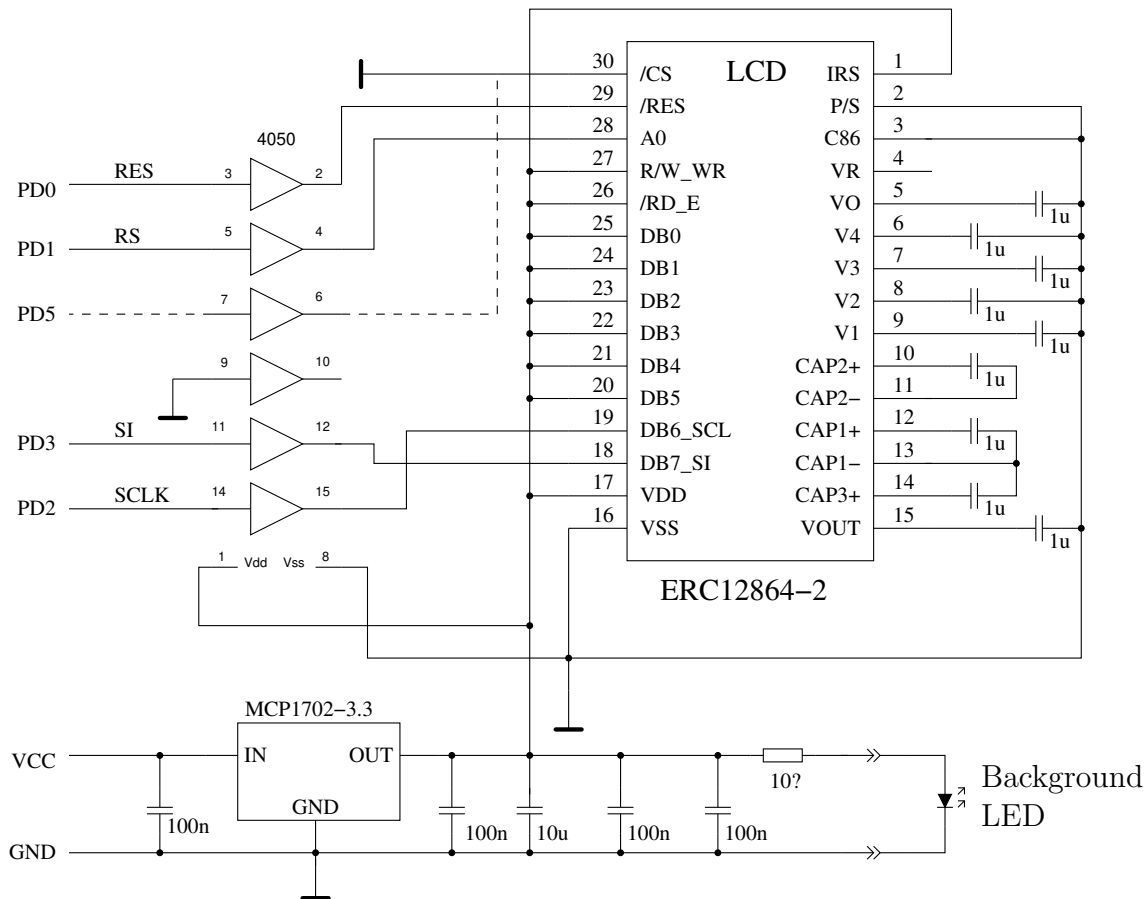 30 /CS LCD IRS 1
29 /RES P/S 2
28 A0 C86 3
4050
27 R/W_WR VR 4
PD0 RES 3 2
26 /RD_E VO 5 1u
PD1 RS 5 4
25 DB0 V4 6 1u
24 DB1 V3 7 1u
PD5 7 6
23 DB2 V2 8 1u
22 DB3 V1 9 1u
9 10
21 DB4 CAP2+ 10 1u
20 DB5 CAP2− 11
19 DB6_SCL CAP1+ 12 1u
PD3 SI 11 12
18 DB7_SI CAP1− 13
17 VDD CAP3+ 14 1u
PD2 SCLK 14 15
16 VSS VOUT 15 1u
1 Vdd Vss 8
ERC12864−2
MCP1702−3.3
VCC IN OUT
10?
Background
LED
GND
100n 100n 10u 100n 100n
GND